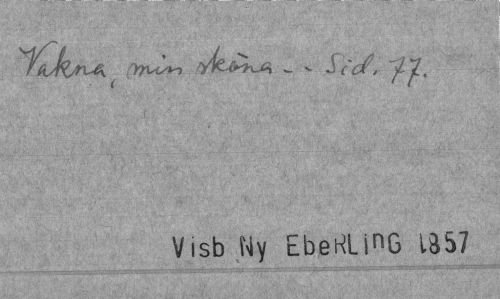 Vakna, min sköna - - Sid. 77.
Visb Ny EbeRLinG 1857